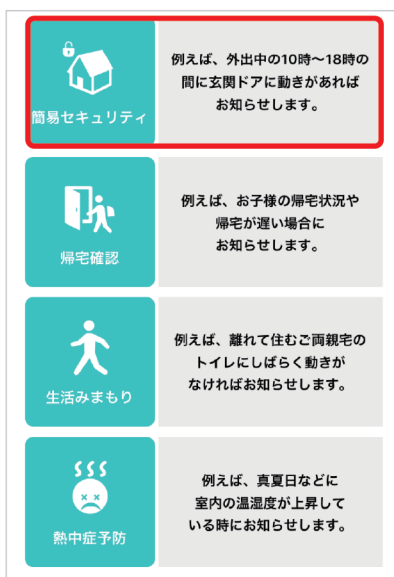 簡易セキュリティ
例えば、外出中の10時〜18時の
間に玄関ドアに動きがあれば
お知らせします。
帰宅確認
例えば、お子様の帰宅状況や
帰宅が遅い場合に
お知らせします。
生活みまもり
例えば、離れて住むご両親宅の
トイレにしばらく動きが
なければお知らせします。
熱中症予防
例えば、真夏日などに
室内の温湿度が上昇して
いる時にお知らせします。